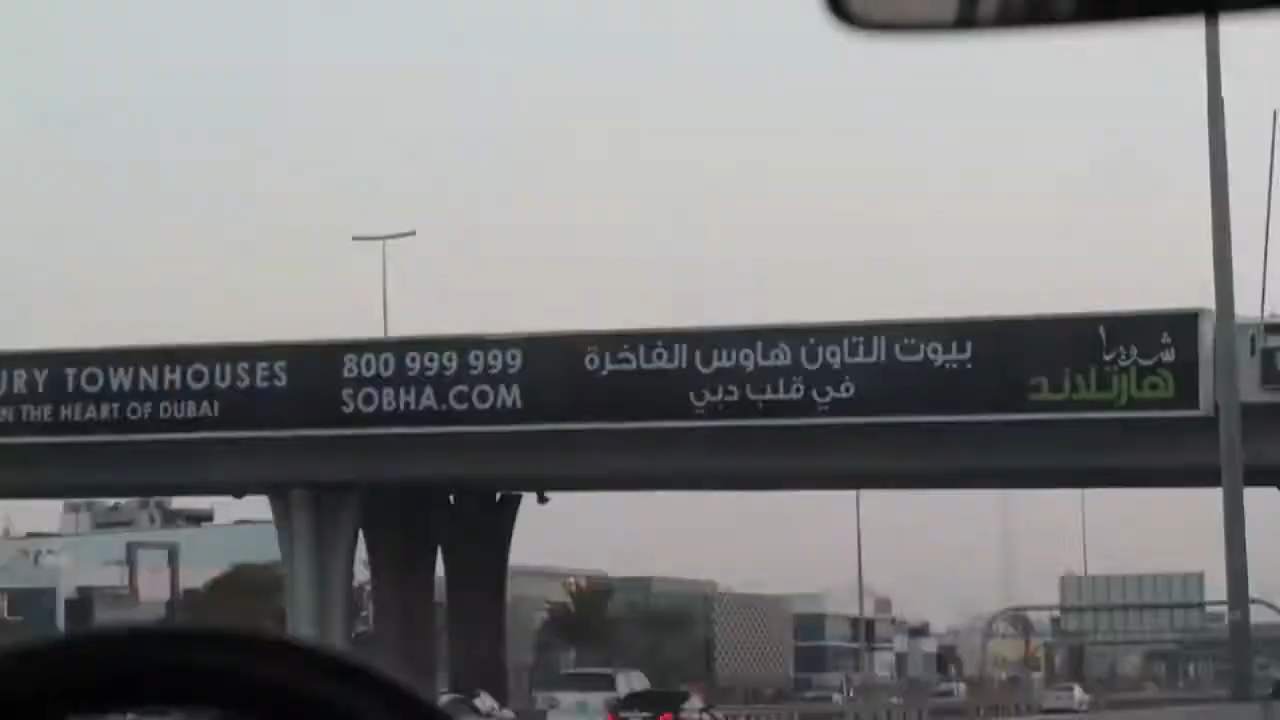 URY TOWNHOUSES
IN THE HEART OF DUBAI
800 999 999
SOBHA.COM
بيوت التاون هاوس الفاخرة
في قلب دبي
هارتلاند